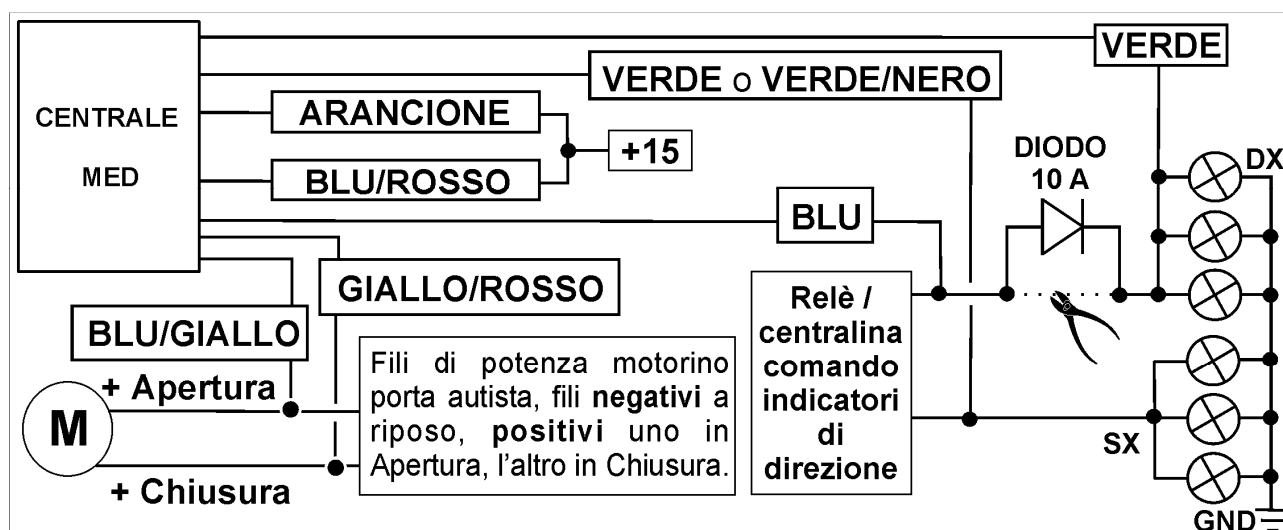 VERDE
VERDE o VERDE/NERO
CENTRALE
MED
ARANCIONE
+15
BLU/ROSSO
DIODO
10 A
DX
BLU
GIALLO/ROSSO
BLU/GIALLO
Relè /
centralina
comando
indicatori
di
direzione
+ Apertura
Fili di potenza motorino
porta autista, fili negativi a
riposo, positivi uno in
Apertura, l'altro in Chiusura.
M
SX
+ Chiusura
GND